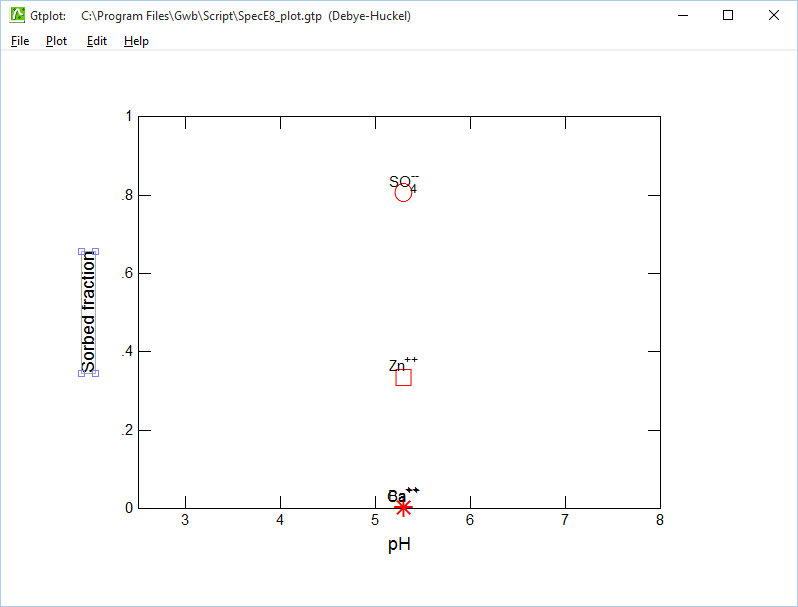 Gtplot: C:\Program Files\Gwb\Script\SpecE8_plot.gtp (Debye-Huckel)
File Plot Edit Help
1
.8
.6
.4
.2
0
Sorbed fraction
SO4--
Zn++
3 4 5 6 7 8
pH